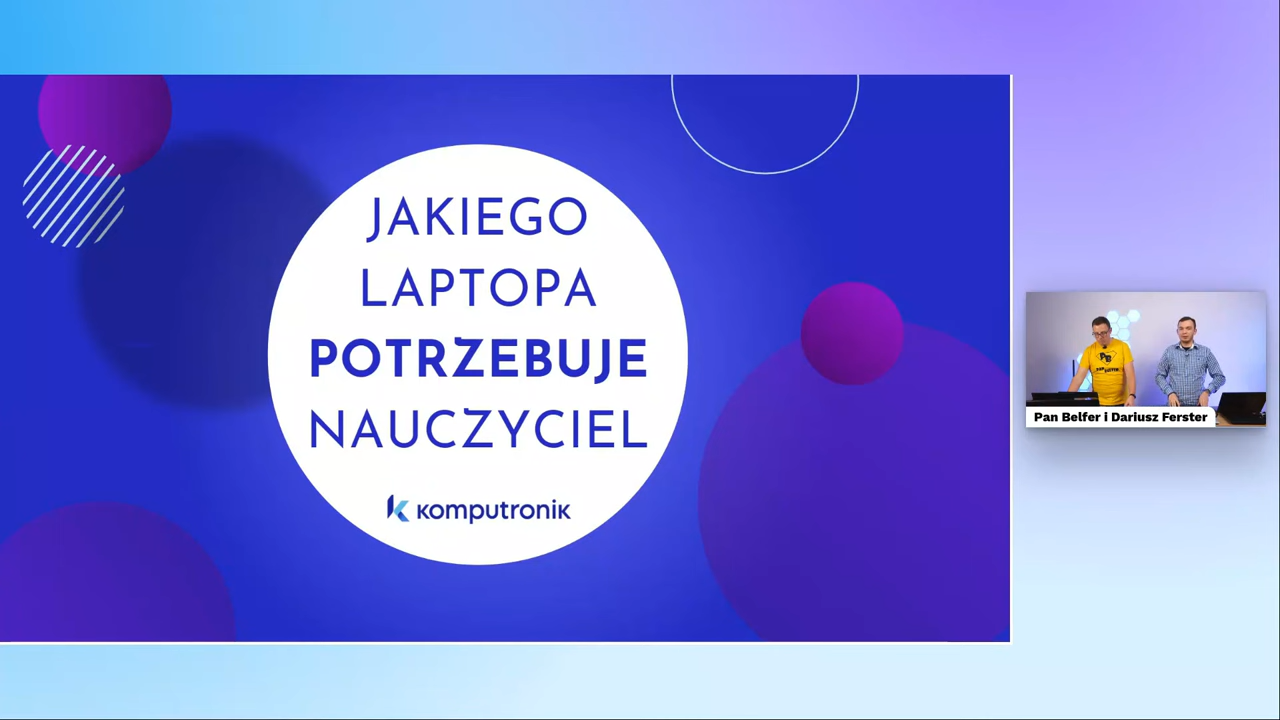 JAKIEGO
LAPTOPA
POTRZEBUJE
NAUCZYCIEL
komputronik
Pan Belfer i Dariusz Ferster